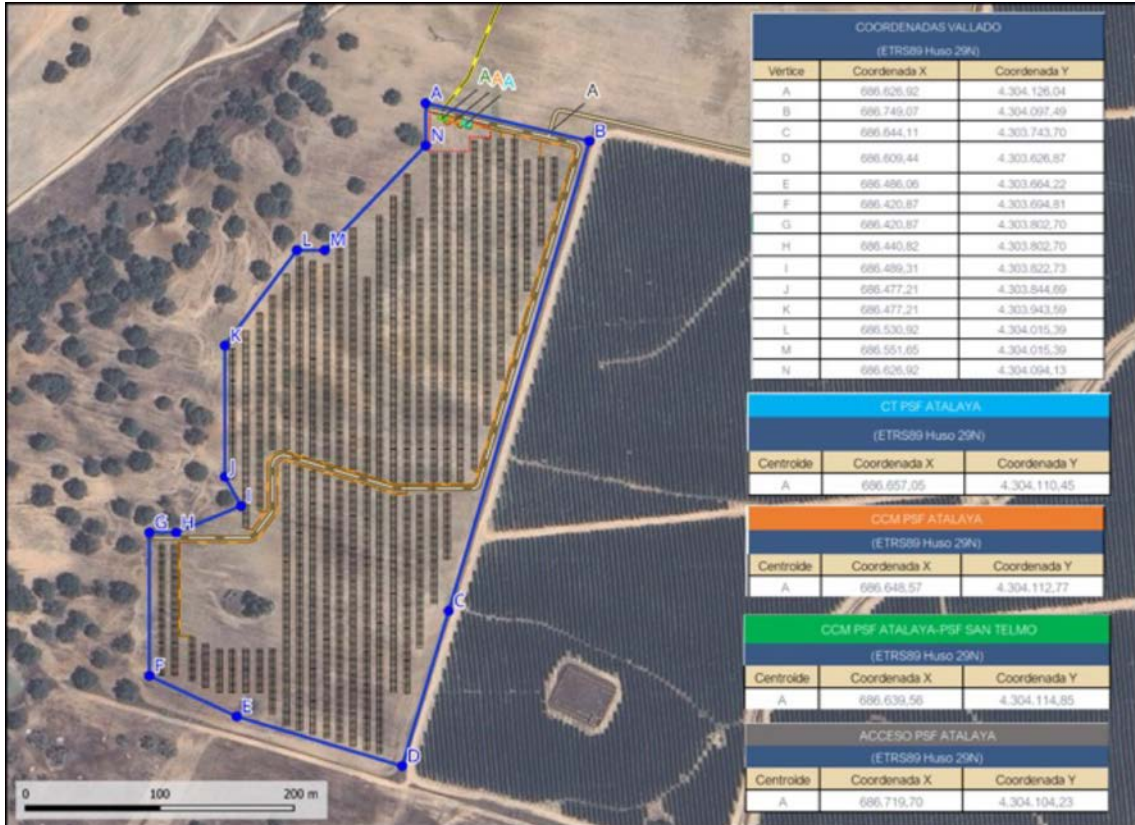 A
AAA
A
B
N
L
M
K
J
I
G
H
C
F
E
D
0 100 200 m
COORDENADAS VALLADO
(ETRS89 Huso 29N)
Vértice Coordenada X Coordenada Y
A 686.626,92 4.304.126,04
B 686.749,07 4.304.097,49
C 686.644,11 4.303.743,70
D 686.609,44 4.303.626,87
E 686.486,06 4.303.664,22
F 686.420,87 4.303.694,81
G 686.420,87 4.303.802,70
H 686.440,82 4.303.802,70
I 686.489,31 4.303.822,73
J 686.477,21 4.303.844,69
K 686.477,21 4.303.943,59
L 686.530,92 4.304.015,39
M 686.551,65 4.304.015,39
N 686.626,92 4.304.094,13
CT PSF ATALAYA
(ETRS89 Huso 29N)
Centroide Coordenada X Coordenada Y
A 686.657,05 4.304.110,45
CCM PSF ATALAYA
(ETRS89 Huso 29N)
Centroide Coordenada X Coordenada Y
A 686.648,57 4.304.112,77
CCM PSF ATALAYA-PSF SAN TELMO
(ETRS89 Huso 29N)
Centroide Coordenada X Coordenada Y
A 686.639,56 4.304.114,85
ACCESO PSF ATALAYA
(ETRS89 Huso 29N)
Centroide Coordenada X Coordenada Y
A 686.719,70 4.304.104,23